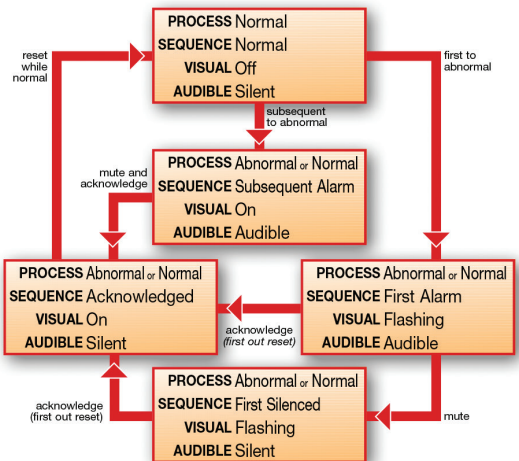 PROCESS Normal
SEQUENCE Normal
VISUAL Off
AUDIBLE Silent
reset
while
normal
first to
abnormal
subsequent
to abnormal
PROCESS Abnormal or Normal
SEQUENCE Subsequent Alarm
VISUAL On
AUDIBLE Audible
mute and
acknowledge
PROCESS Abnormal or Normal
SEQUENCE Acknowledged
VISUAL On
AUDIBLE Silent
PROCESS Abnormal or Normal
SEQUENCE First Alarm
VISUAL Flashing
AUDIBLE Audible
acknowledge
(first out reset)
PROCESS Abnormal or Normal
SEQUENCE First Silenced
VISUAL Flashing
AUDIBLE Silent
acknowledge
(first out reset)
mute